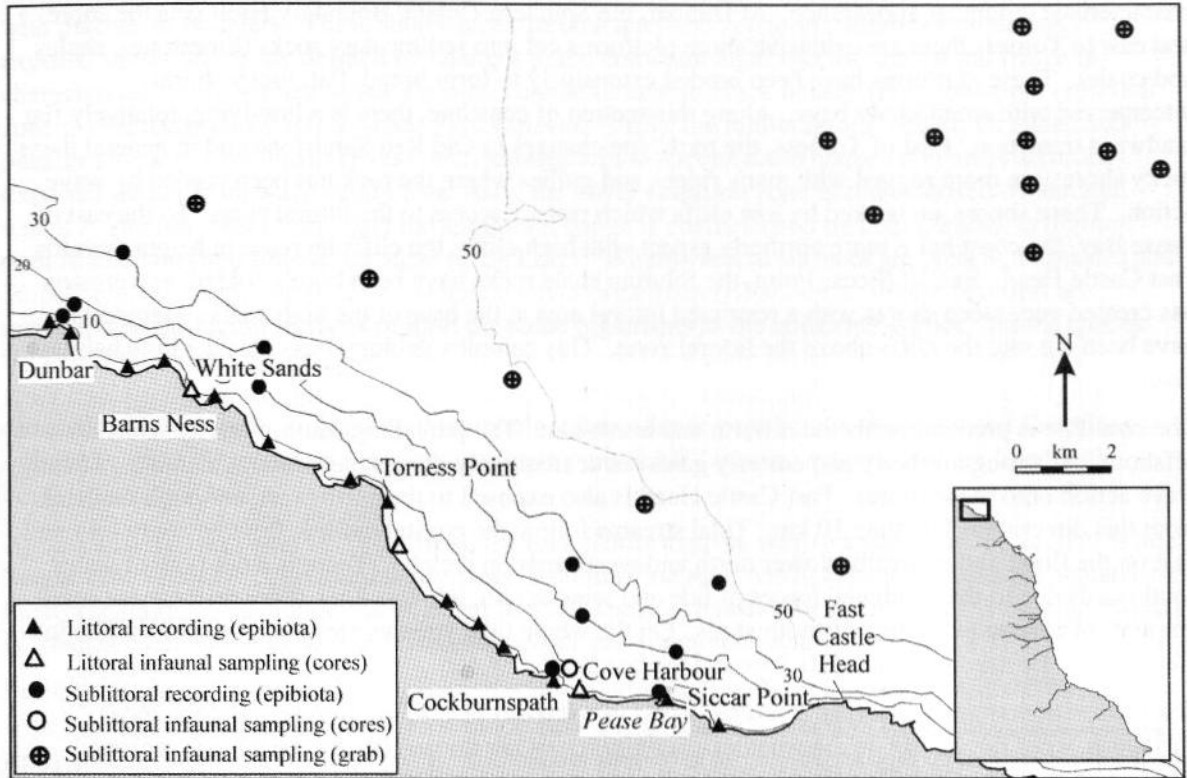 50
30
20
10
Dunbar
White Sands
Barns Ness
Torness Point
N
0 km 2
50
Fast
Castle
Head
30
Cove Harbour
Siccar Point
Cockburnspath
Pease Bay
Littoral recording (epibiota)
Littoral infaunal sampling (cores)
Sublittoral recording (epibiota)
Sublittoral infaunal sampling (cores)
Sublittoral infaunal sampling (grab)